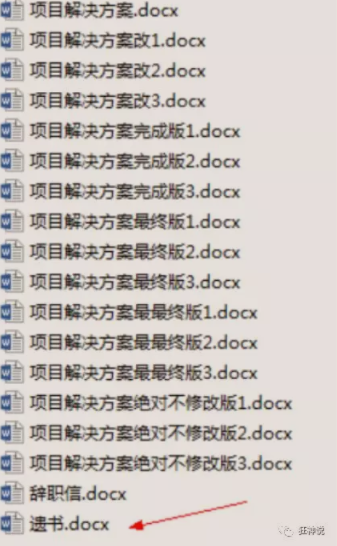 项目解决方案.docx
项目解决方案改1.docx
项目解决方案改2.docx
项目解决方案改3.docx
项目解决方案完成版1.docx
项目解决方案完成版2.docx
项目解决方案完成版3.docx
项目解决方案最终版1.docx
项目解决方案最终版2.docx
项目解决方案最终版3.docx
项目解决方案最最终版1.docx
项目解决方案最最终版2.docx
项目解决方案最最终版3.docx
项目解决方案绝对不修改版1.docx
项目解决方案绝对不修改版2.docx
项目解决方案绝对不修改版3.docx
辞职信.docx
遗书.docx
狂神说